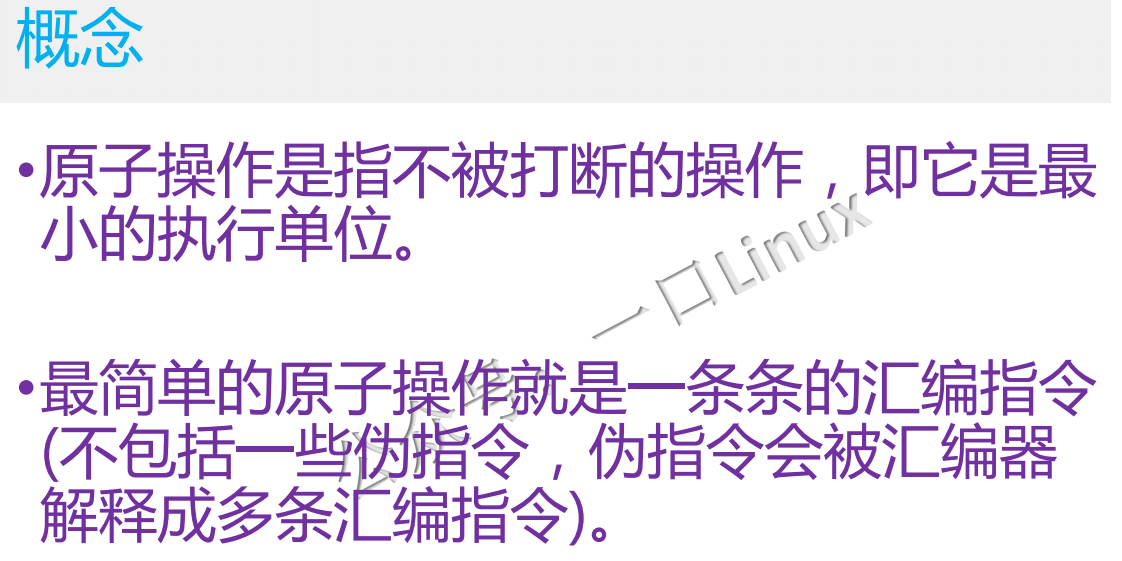 概念
•原子操作是指不被打断的操作，即它是最
小的执行单位。
•最简单的原子操作就是一条条的汇编指令
(不包括一些伪指令，伪指令会被汇编器
解释成多条汇编指令)。
公众号：一口Linux